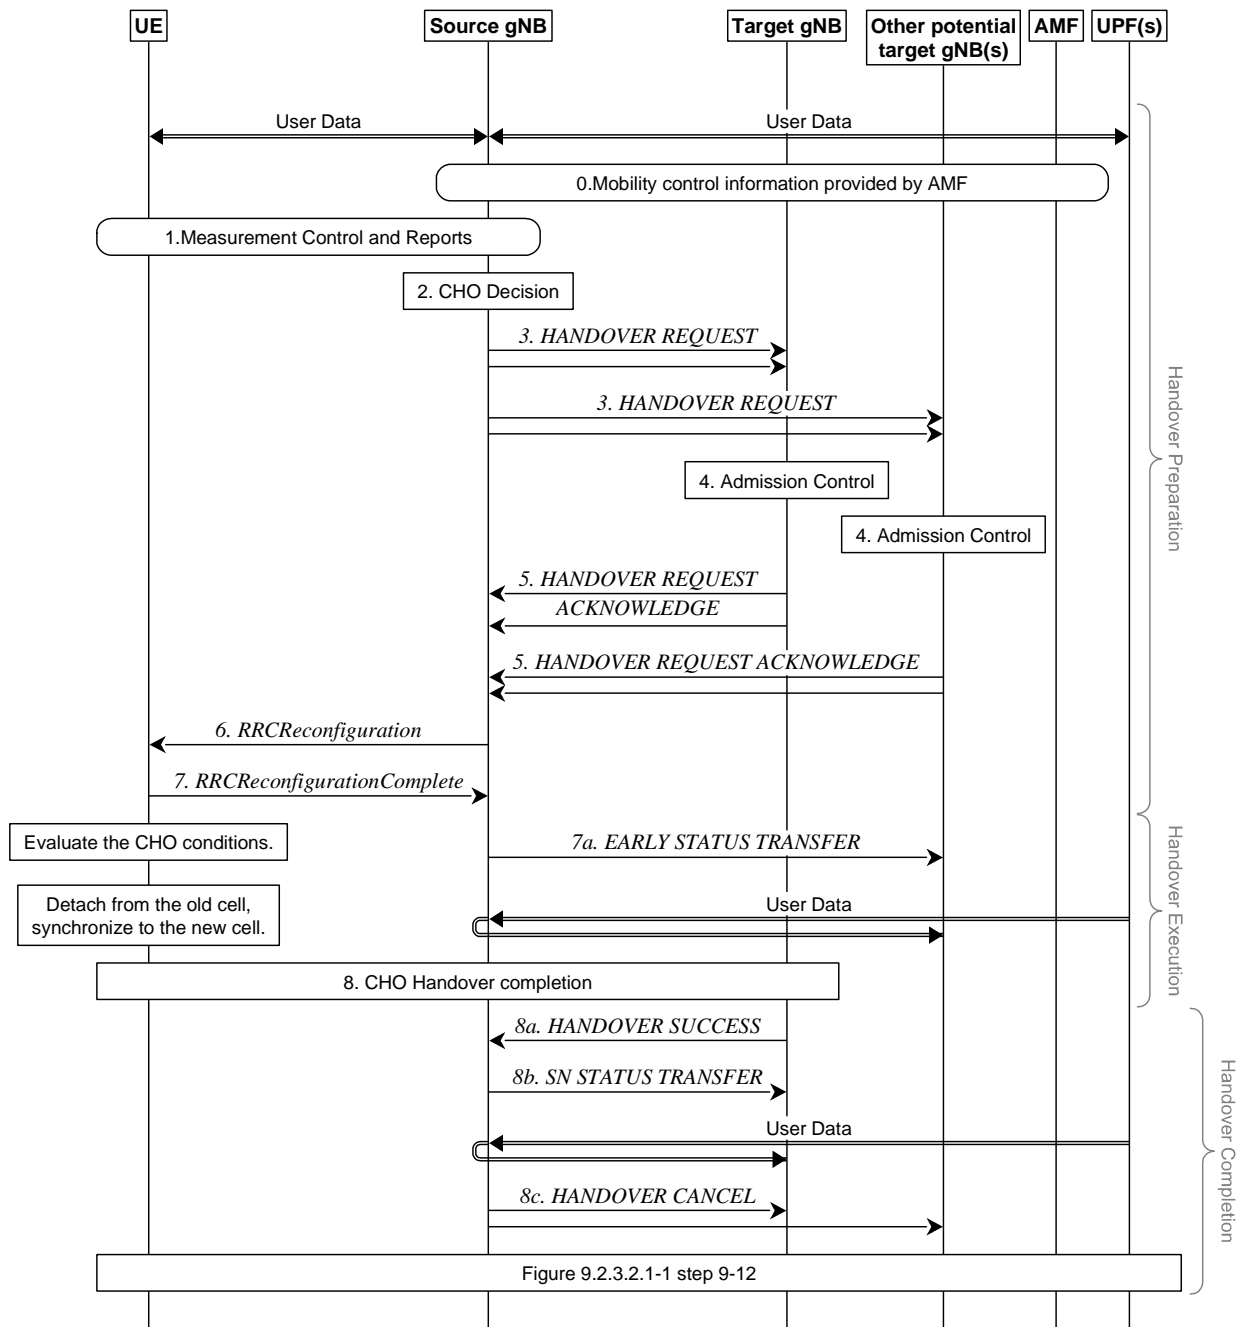 UE
Source gNB
Target gNB
Other potential
target gNB(s)
AMF
UPF(s)
User Data
User Data
0.Mobility control information provided by AMF
1.Measurement Control and Reports
2. CHO Decision
3. HANDOVER REQUEST
3. HANDOVER REQUEST
Handover Preparation
4. Admission Control
4. Admission Control
5. HANDOVER REQUEST
ACKNOWLEDGE
5. HANDOVER REQUEST ACKNOWLEDGE
6. RRCReconfiguration
7. RRCReconfigurationComplete
Evaluate the CHO conditions.
7a. EARLY STATUS TRANSFER
Handover Execution
Detach from the old cell,
synchronize to the new cell.
User Data
8. CHO Handover completion
8a. HANDOVER SUCCESS
8b. SN STATUS TRANSFER
User Data
Handover Completion
8c. HANDOVER CANCEL
Figure 9.2.3.2.1-1 step 9-12